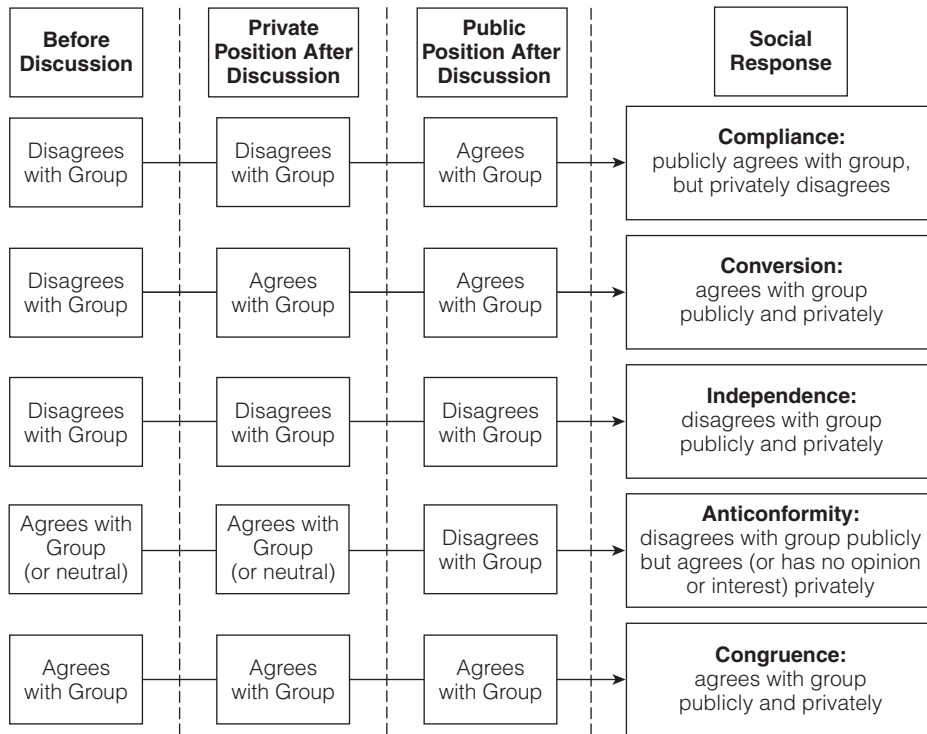 Before
Discussion
Private
Position After
Discussion
Public
Position After
Discussion
Social
Response
Disagrees
with Group
Disagrees
with Group
Agrees
with Group
Compliance:
publicly agrees with group,
but privately disagrees
Disagrees
with Group
Agrees
with Group
Agrees
with Group
Conversion:
agrees with group
publicly and privately
Disagrees
with Group
Disagrees
with Group
Disagrees
with Group
Independence:
disagrees with group
publicly and privately
Agrees with
Group
(or neutral)
Agrees with
Group
(or neutral)
Disagrees
with Group
Anticonformity:
disagrees with group publicly
but agrees (or has no opinion
or interest) privately
Agrees
with Group
Agrees
with Group
Agrees
with Group
Congruence:
agrees with group
publicly and privately